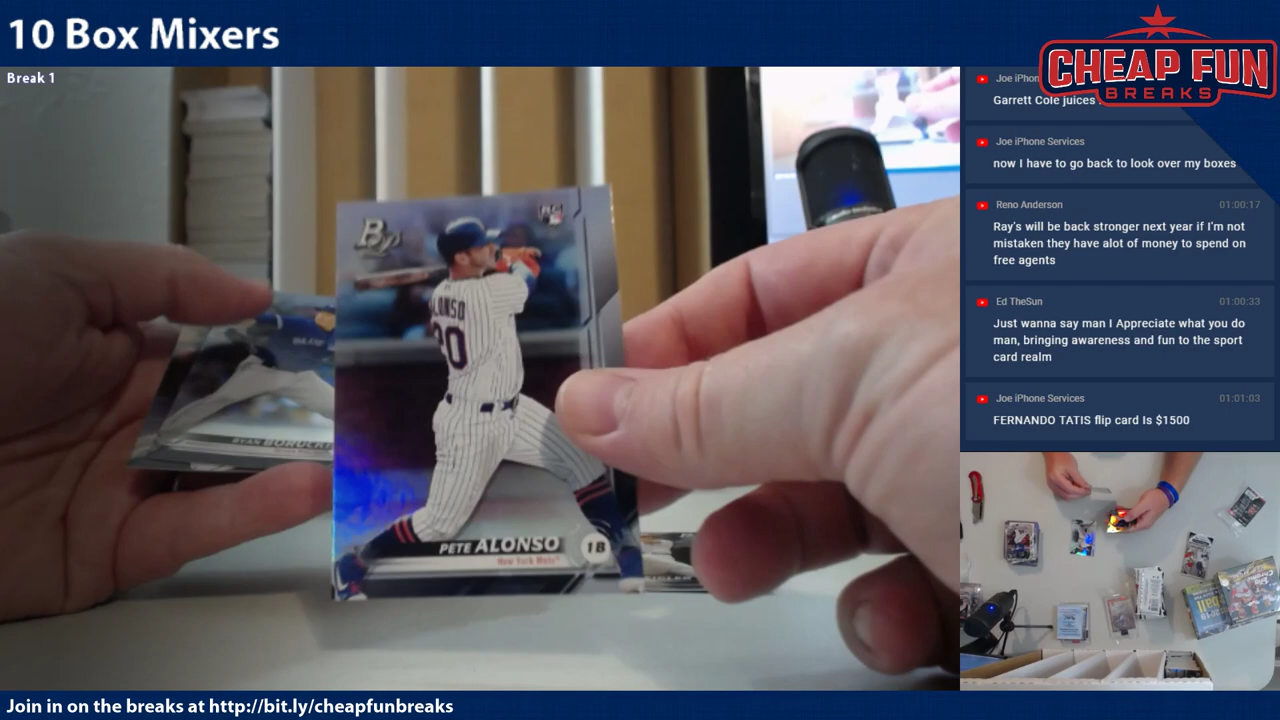 10 Box Mixers
CHEAP FUN
BREAKS
Break 1
Joe iPhon
Garrett Cole juices
Joe iPhone Services
now I have to go back to look over my boxes
Reno Anderson 01:00:17
Ray's will be back stronger next year if I'm not
mistaken they have alot of money to spend on
free agents
Ed TheSun 01:00:33
Just wanna say man I Appreciate what you do
man, bringing awareness and fun to the sport
card realm
Joe iPhone Services 01:01:03
FERNANDO TATIS flip card Is $1500
RC
Bp
ALONSO
20
RYAN BORUCKI
PETE ALONSO 1B
New York Mets
Join in on the breaks at http://bit.ly/cheapfunbreaks